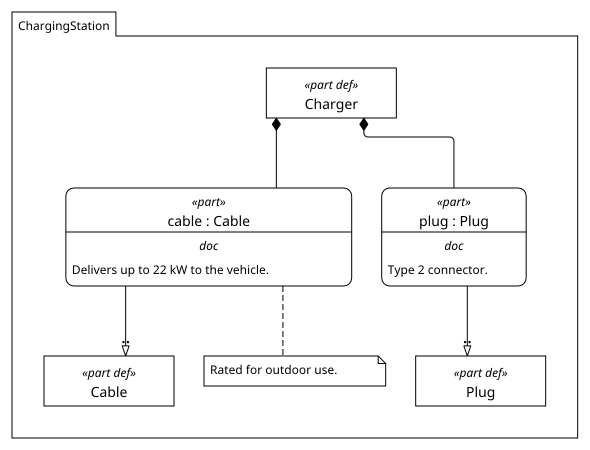 ChargingStation
«part def»
Charger
«part»
cable : Cable
doc
Delivers up to 22 kW to the vehicle.
«part»
plug : Plug
doc
Type 2 connector.
«part def»
Cable
Rated for outdoor use.
«part def»
Plug